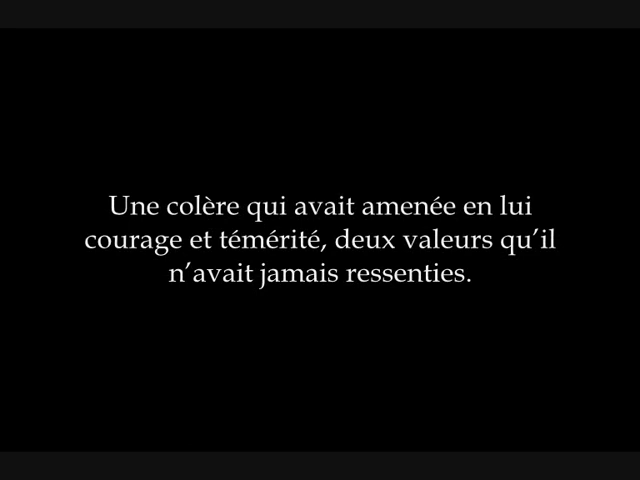 Une colère qui avait amenée en lui
courage et témérité, deux valeurs qu’il
n’avait jamais ressenties.